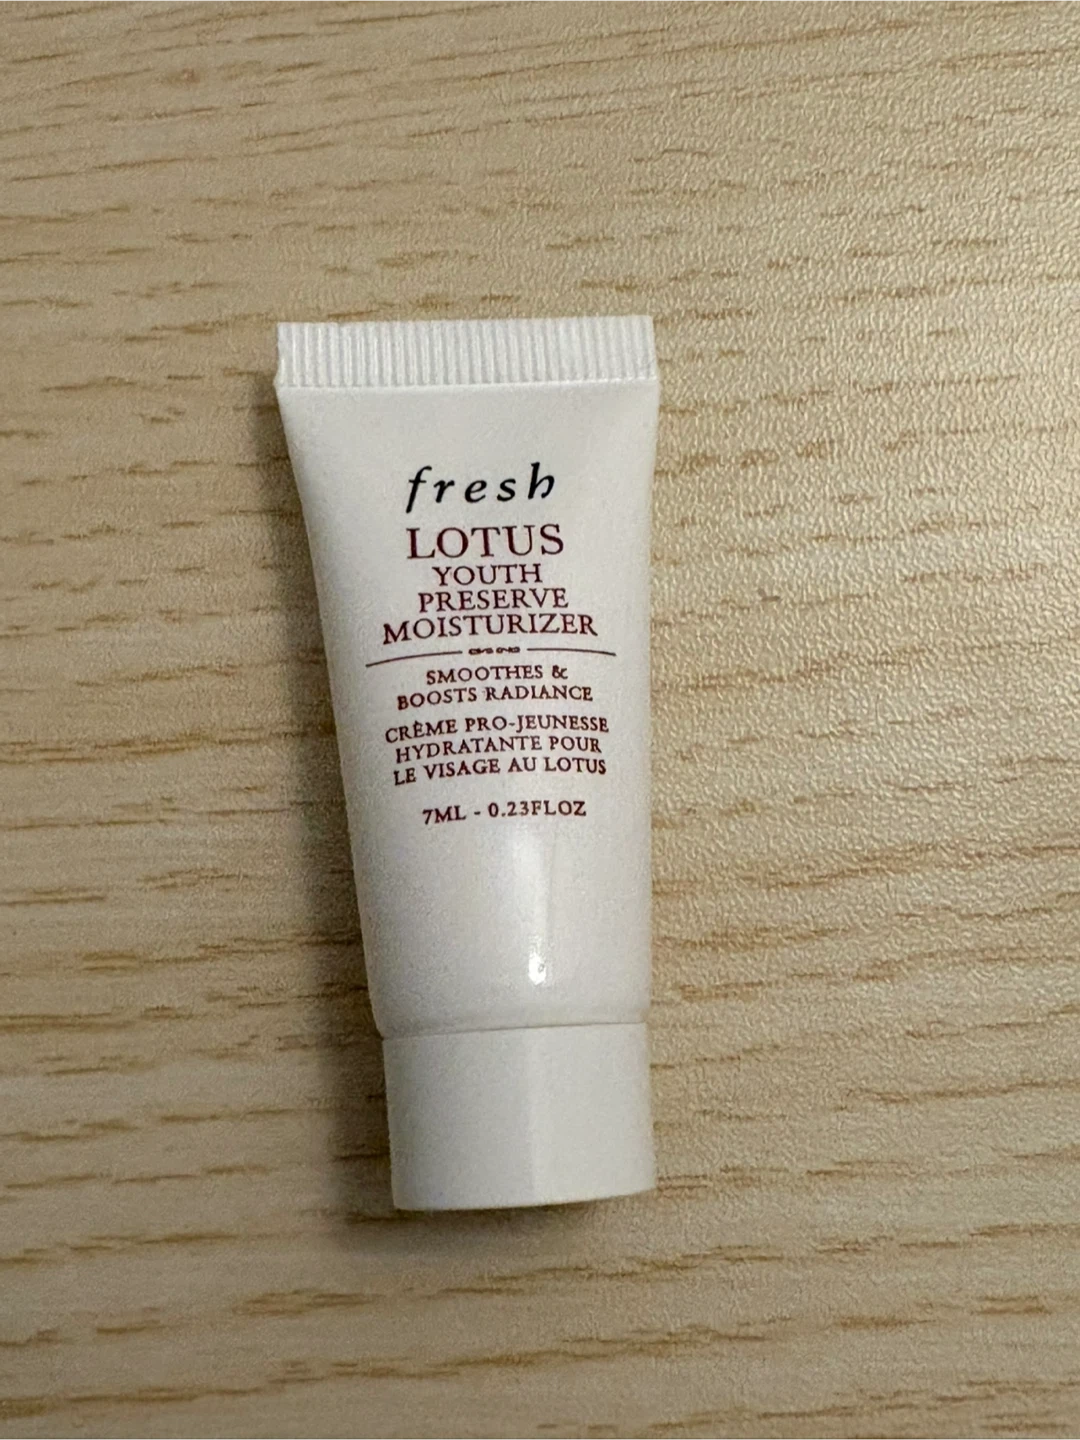 fresh
LOTUS
YOUTH
PRESERVE
MOISTURIZER
SMOOTHES &
BOOSTS RADIANCE
CRÈME PRO-JEUNESSE
HYDRATANTE POUR
LE VISAGE AU LOTUS
7ML - 0.23FLOZ